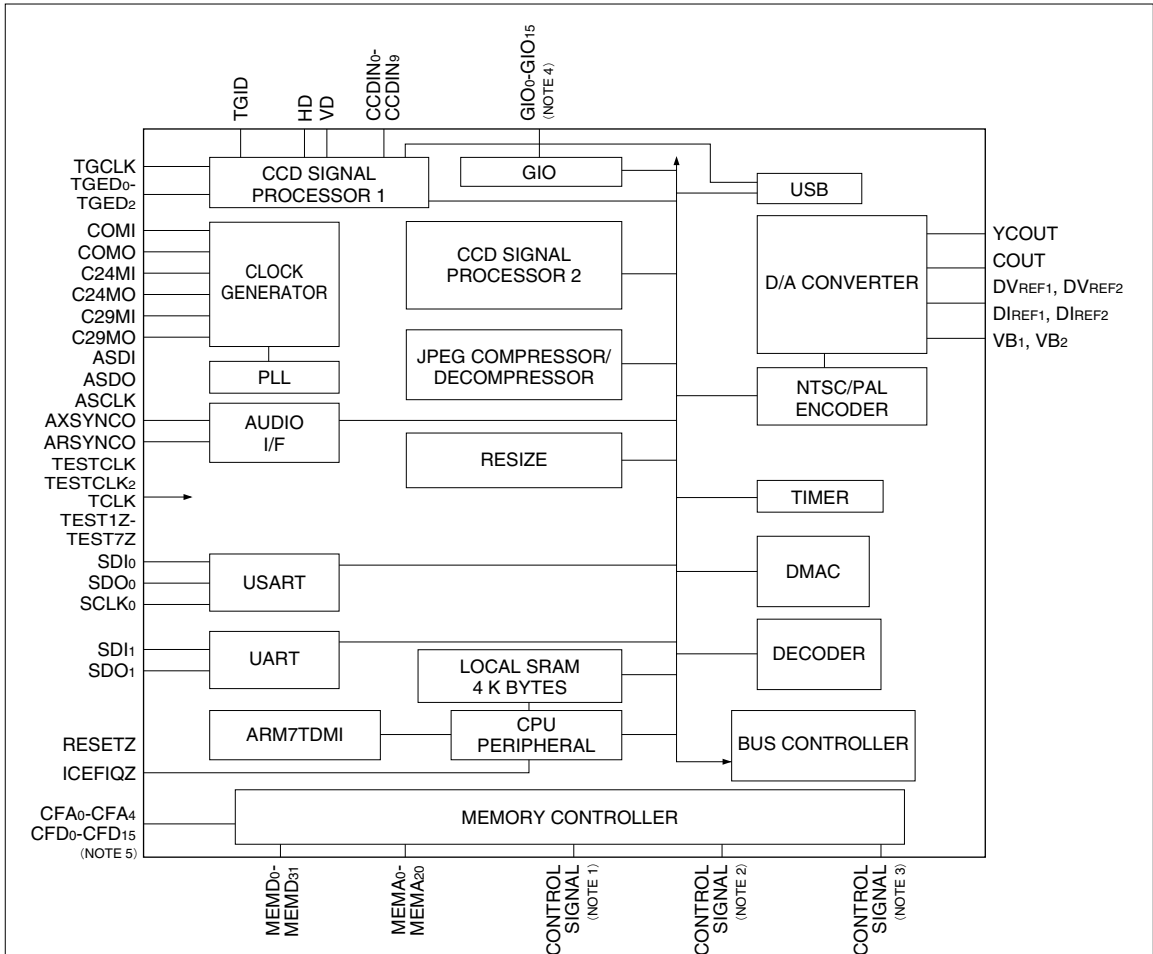 TGID
HD
VD
CCDIN0-
CCDIN9
GIO0-GIO15
(NOTE 4)
TGCLK
TGED0-
TGED2
COMI
COMO
C24MI
C24MO
C29MI
C29MO
ASDI
ASDO
ASCLK
AXSYNCO
ARSYNCO
TESTCLK
TESTCLK2
TCLK
TEST1Z-
TEST7Z
SDI0
SDO0
SCLK0
SDI1
SDO1
RESETZ
ICEFIQZ
CFA0-CFA4
CFD0-CFD15
(NOTE 5)
CCD SIGNAL
PROCESSOR 1
CLOCK
GENERATOR
PLL
AUDIO
I/F
USART
UART
ARM7TDMI
GIO
CCD SIGNAL
PROCESSOR 2
JPEG COMPRESSOR/
DECOMPRESSOR
RESIZE
LOCAL SRAM
4 K BYTES
CPU
PERIPHERAL
USB
D/A CONVERTER
NTSC/PAL
ENCODER
TIMER
DMAC
DECODER
BUS CONTROLLER
MEMORY CONTROLLER
YCOUT
COUT
DVREF1, DVREF2
DIREF1, DIREF2
VB1, VB2
MEMD0-
MEMD31
MEMA0-
MEMA20
CONTROL
SIGNAL
(NOTE 1)
CONTROL
SIGNAL
(NOTE 2)
CONTROL
SIGNAL
(NOTE 3)